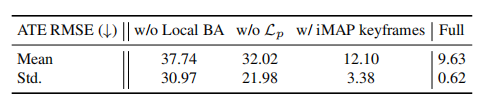 ATE RMSE (↓) w/o Local BA w/o ℒₚ w/ iMAP keyframes Full
Mean 37.74 32.02 12.10 9.63
Std. 30.97 21.98 3.38 0.62